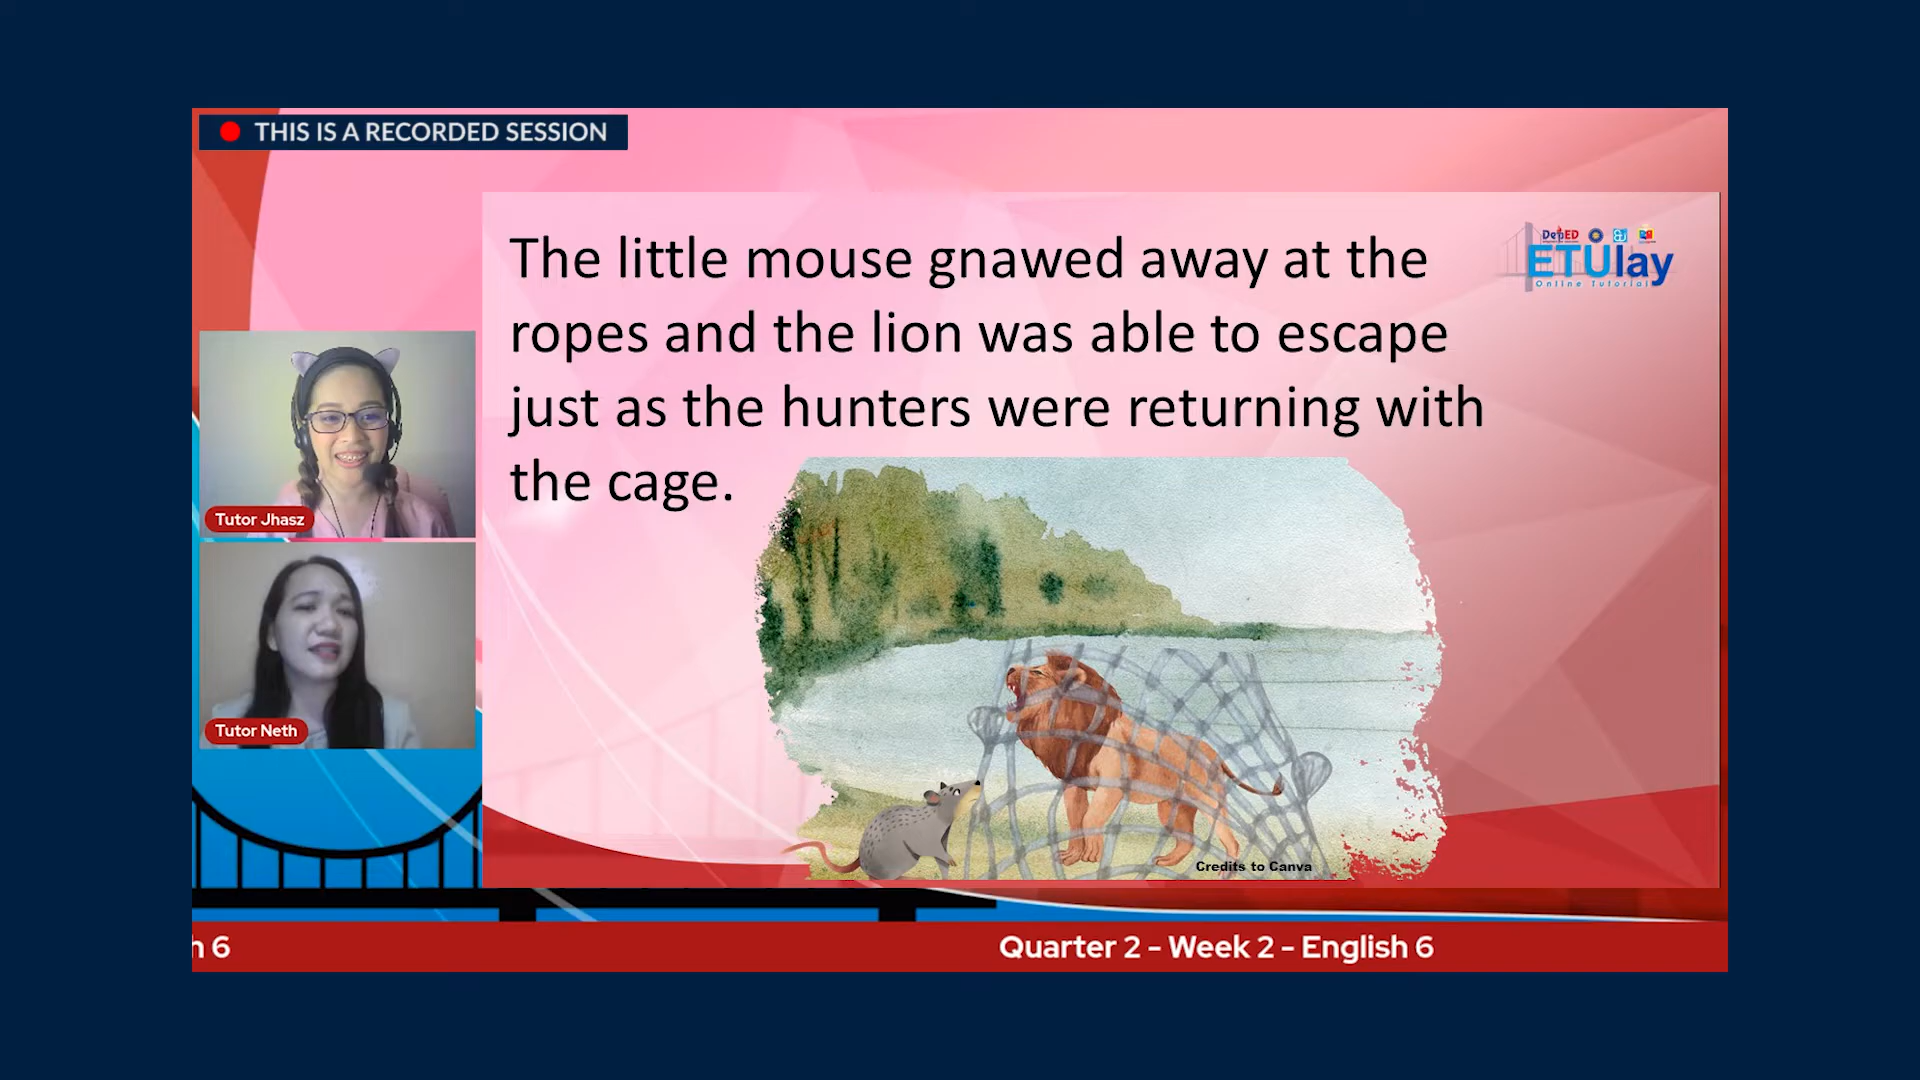 THIS IS A RECORDED SESSION
The little mouse gnawed away at the
ropes and the lion was able to escape
just as the hunters were returning with
the cage.
DepED
ETUlay
Online Tutorial
Tutor Jhasz
Tutor Neth
Credits to Canva
h 6
Quarter 2 - Week 2 - English 6